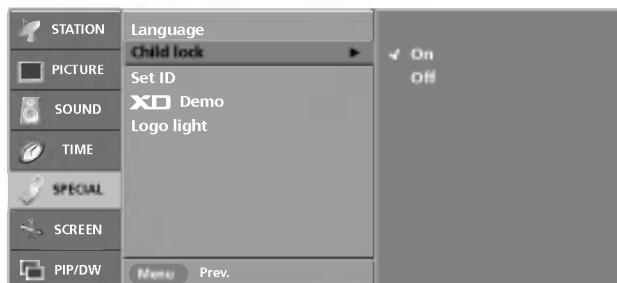 STATION
PICTURE
SOUND
TIME
SPECIAL
SCREEN
PIP/DW
Language
Child lock
Set ID
XD Demo
Logo light
Menu Prev.
On
Off